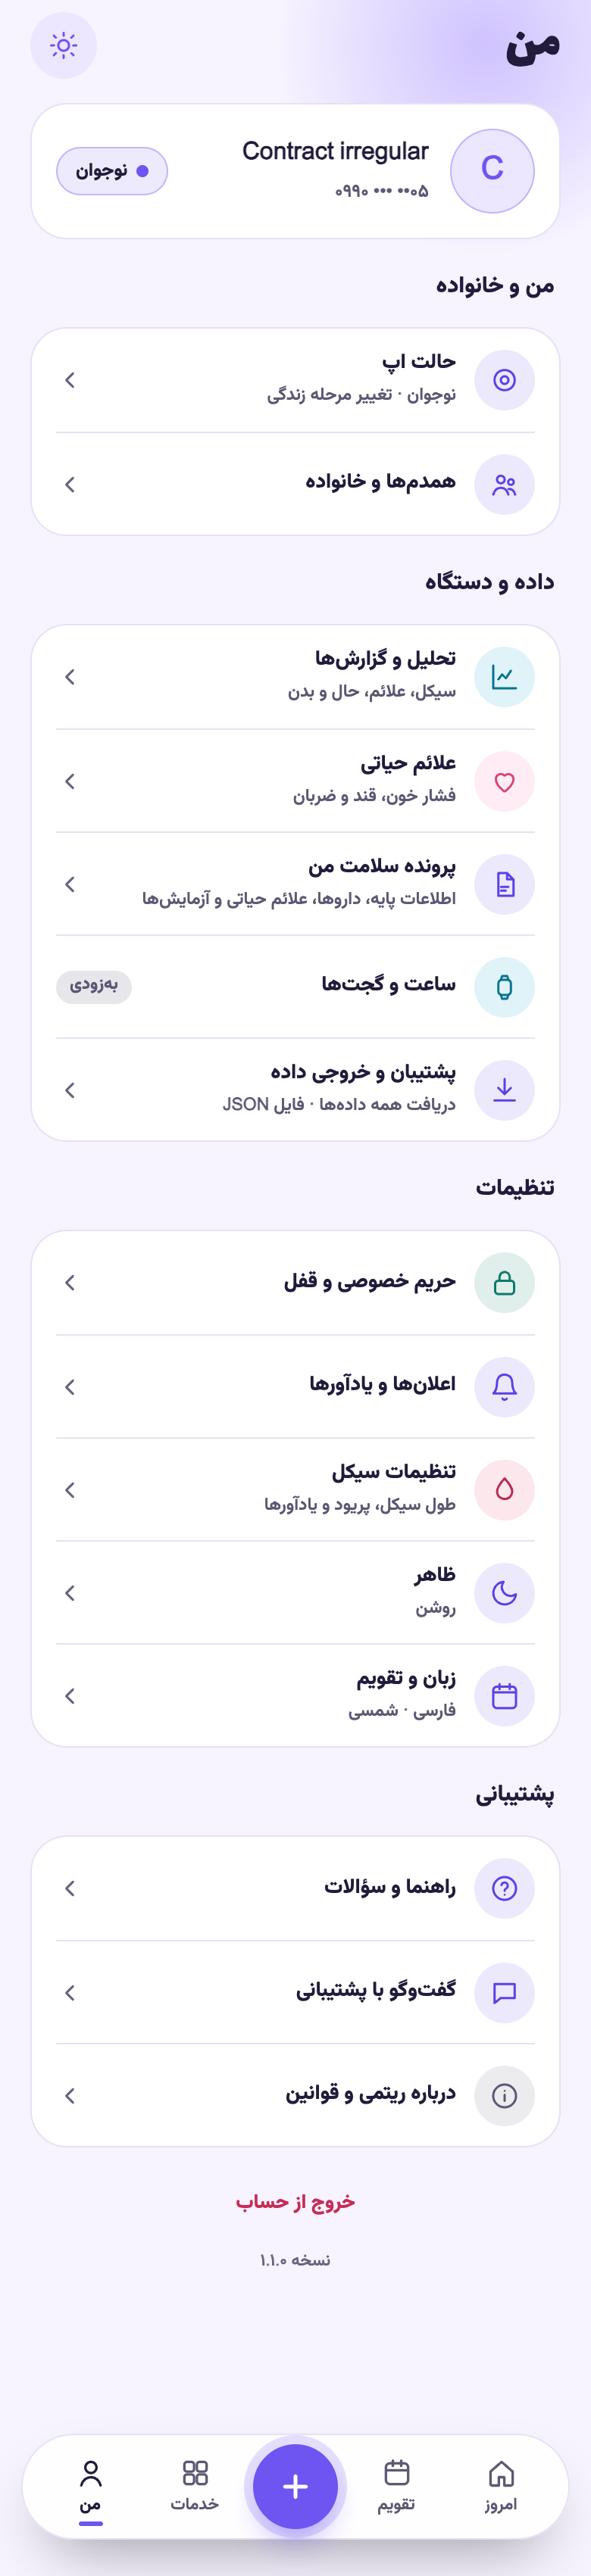 من
C
Contract irregular
نوجوان
۰۹۹۰ ••• ••۰۵
من و خانواده
حالت اپ
نوجوان · تغییر مرحله زندگی
همدم‌ها و خانواده
داده و دستگاه
تحلیل و گزارش‌ها
سیکل، علائم، حال و بدن
علائم حیاتی
فشار خون، قند و ضربان
پرونده سلامت من
اطلاعات پایه، داروها، علائم حیاتی و آزمایش‌ها
ساعت و گجت‌ها
به‌زودی
پشتیبان و خروجی داده
دریافت همه داده‌ها · فایل JSON
تنظیمات
حریم خصوصی و قفل
اعلان‌ها و یادآورها
تنظیمات سیکل
طول سیکل، پریود و یادآورها
ظاهر
روشن
زبان و تقویم
فارسی · شمسی
پشتیبانی
راهنما و سؤالات
گفت‌وگو با پشتیبانی
درباره ریتمی و قوانین
خروج از حساب
نسخه ۱.۱.۰
امروز
تقویم
خدمات
من